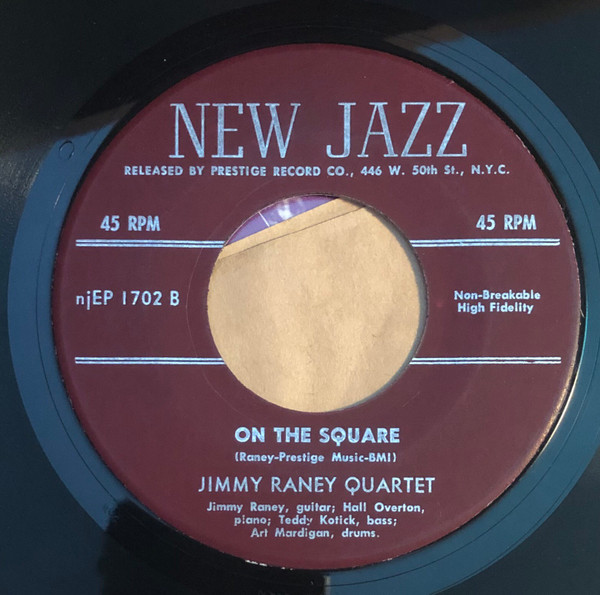 NEW JAZZ
RELEASED BY PRESTIGE RECORD CO., 446 W. 50th St., N.Y.C.
45 RPM
45 RPM
njEP 1702 B
Non-Breakable
High Fidelity
ON THE SQUARE
(Raney-Prestige Music-BMI)
JIMMY RANEY QUARTET
Jimmy Raney, guitar; Hall Overton,
piano; Teddy Kotick, bass;
Art Mardigan, drums.